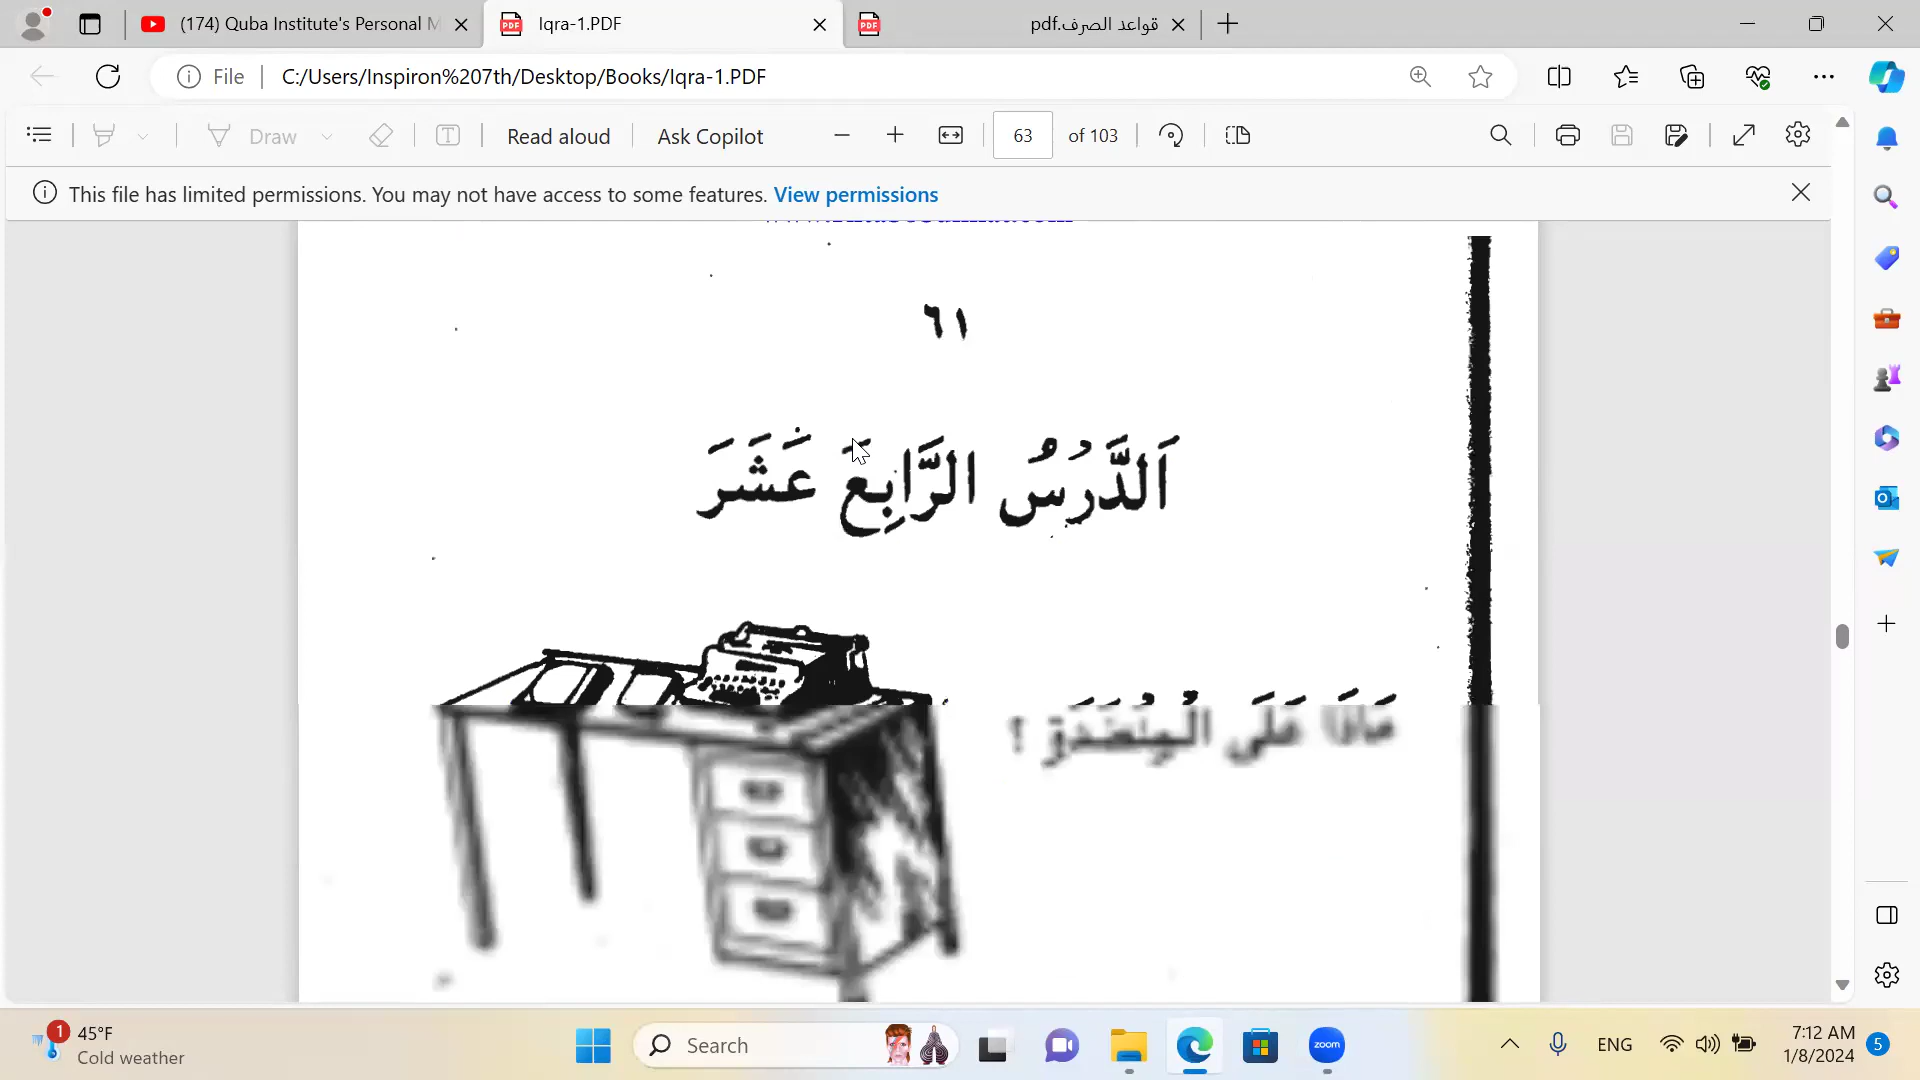 (174) Quba Institute's Personal M
Iqra-1.PDF
قواعد الصرف.pdf
File
C:/Users/Inspiron%207th/Desktop/Books/Iqra-1.PDF
Draw
Read aloud
Ask Copilot
63
of 103
This file has limited permissions. You may not have access to some features. View permissions
٦١
اَلدَّرْسُ الرَّابِعَ عَشَرَ
مَاذَا عَلَى الْمِنْضَدَةِ ؟
1
45°F
Cold weather
Search
zoom
ENG
7:12 AM
1/8/2024
5